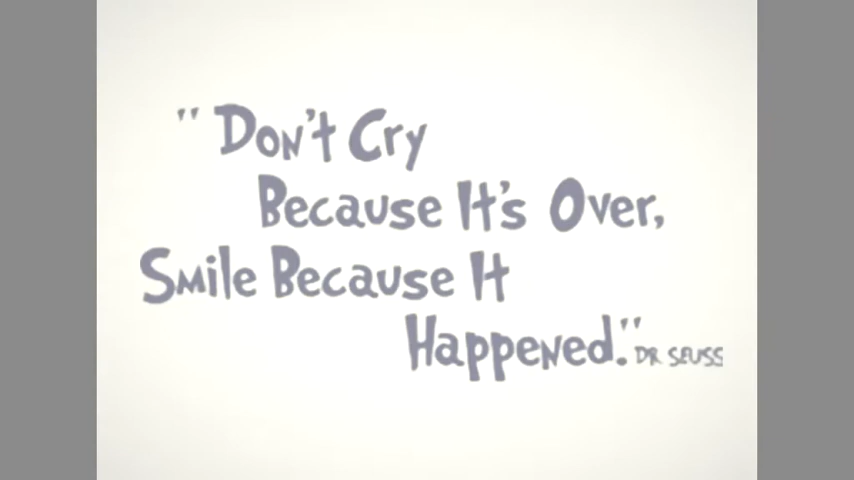 "Don't Cry
Because It's Over,
Smile Because It
Happened." DR SEUSS